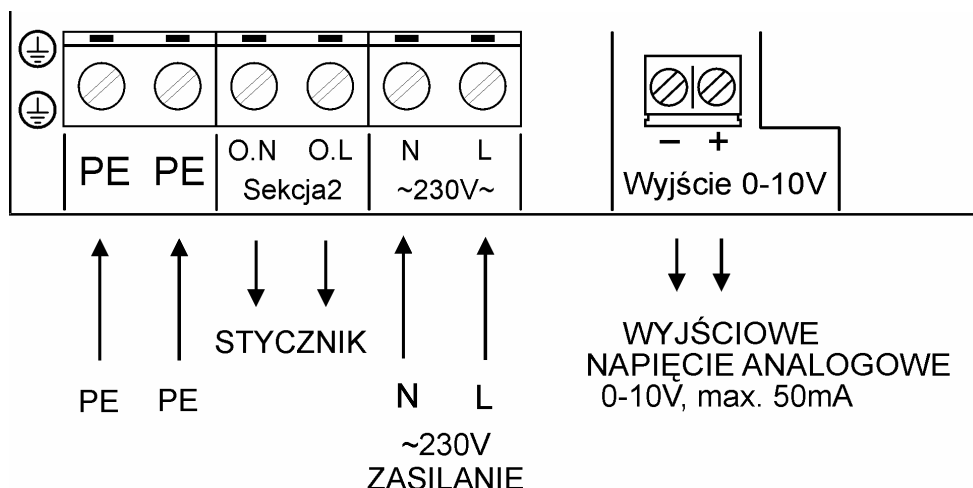 PE PE
O.N O.L
Sekcja2
N L
~230V~
− +
Wyjście 0-10V
PE PE
STYCZNIK
N L
~230V
ZASILANIE
WYJŚCIOWE
NAPIĘCIE ANALOGOWE
0-10V, max. 50mA